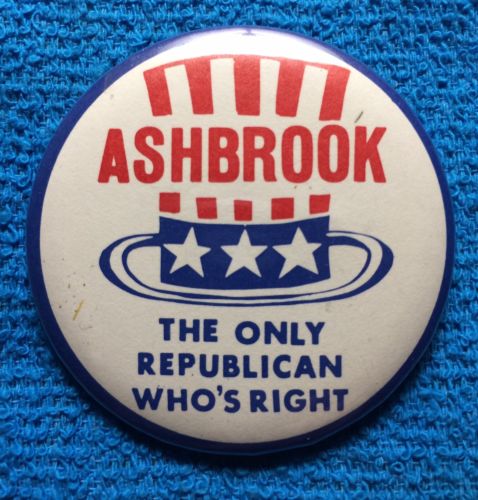 ASHBROOK
THE ONLY
REPUBLICAN
WHO'S RIGHT